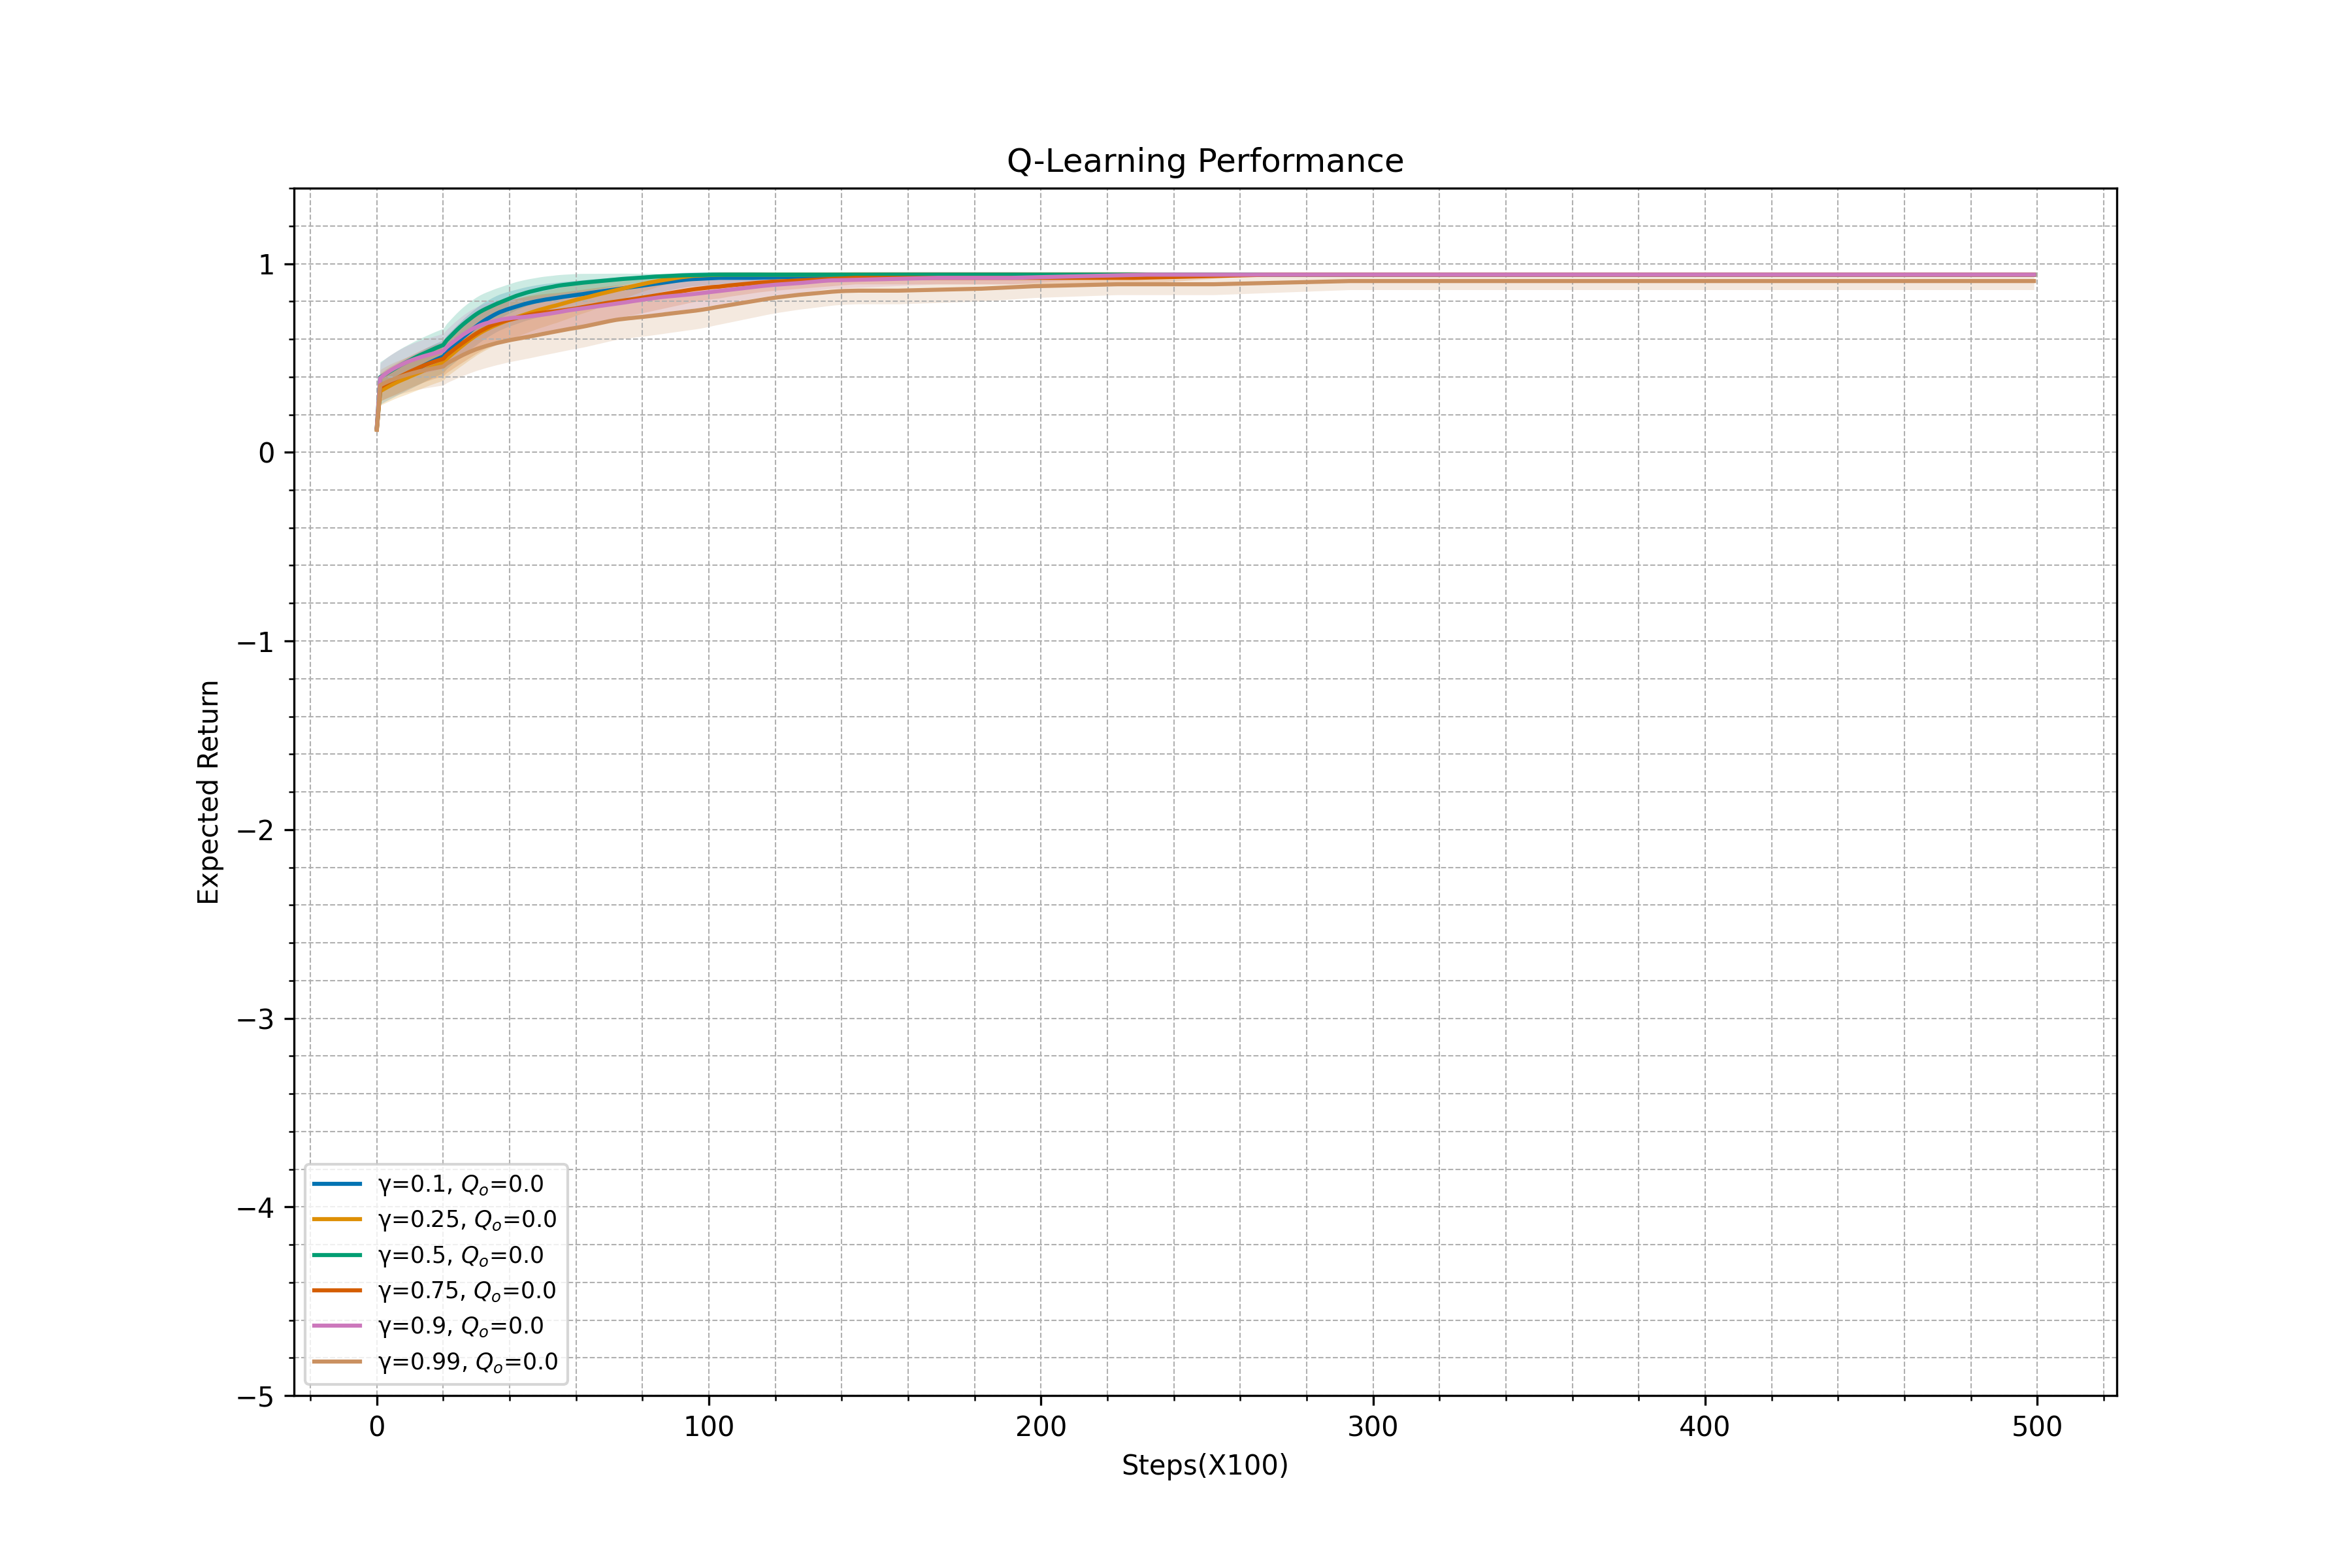 Q-Learning Performance
Expected Return
1
0
−1
−2
−3
−4
−5
γ=0.1, Qₒ=0.0
γ=0.25, Qₒ=0.0
γ=0.5, Qₒ=0.0
γ=0.75, Qₒ=0.0
γ=0.9, Qₒ=0.0
γ=0.99, Qₒ=0.0
0 100 200 300 400 500
Steps(X100)